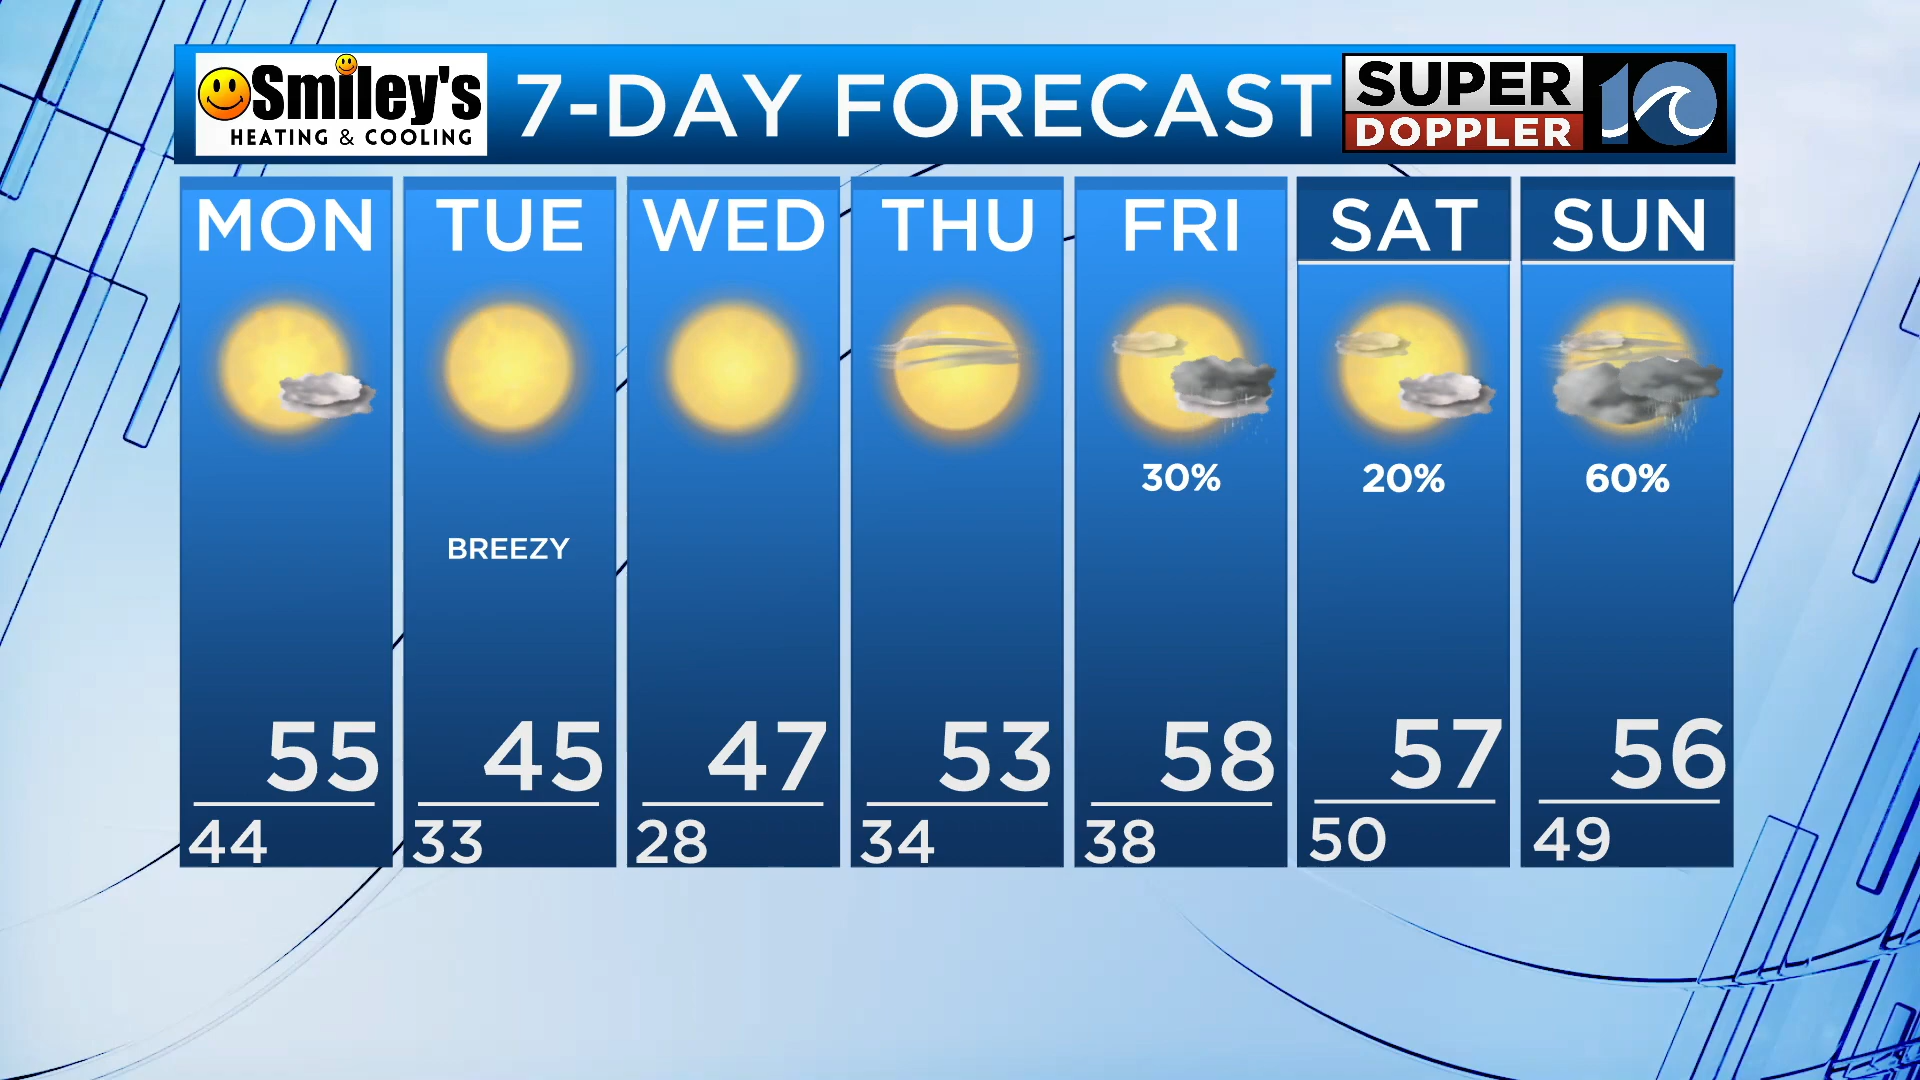 Smiley's
HEATING & COOLING
7-DAY FORECAST
SUPER
DOPPLER
10
MON TUE WED THU FRI SAT SUN
30% 20% 60%
BREEZY
55 45 47 53 58 57 56
44 33 28 34 38 50 49